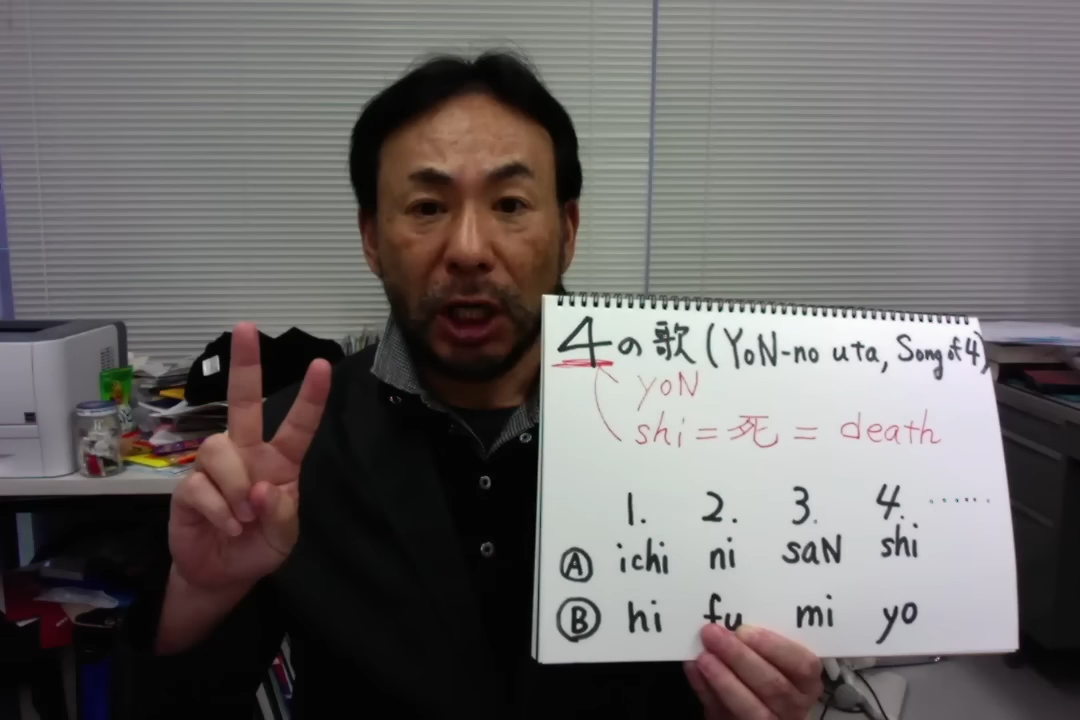 4の歌(YoN-no uta, Song of 4)
yoN
shi = 死 = death
1. 2. 3. 4. ......
Ⓐ ichi ni saN shi
Ⓑ hi fu mi yo